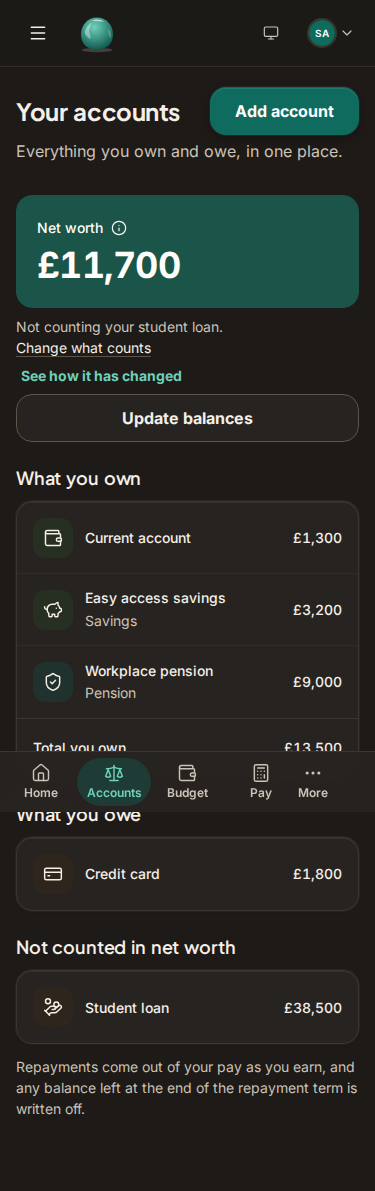 SA
Your accounts
Add account
Everything you own and owe, in one place.
Net worth
£11,700
Not counting your student loan.
Change what counts
See how it has changed
Update balances
What you own
Current account £1,300
Easy access savings
Savings
£3,200
Workplace pension
Pension
£9,000
Total you own £13,500
Home Accounts Budget Pay More
What you owe
Credit card £1,800
Not counted in net worth
Student loan £38,500
Repayments come out of your pay as you earn, and
any balance left at the end of the repayment term is
written off.